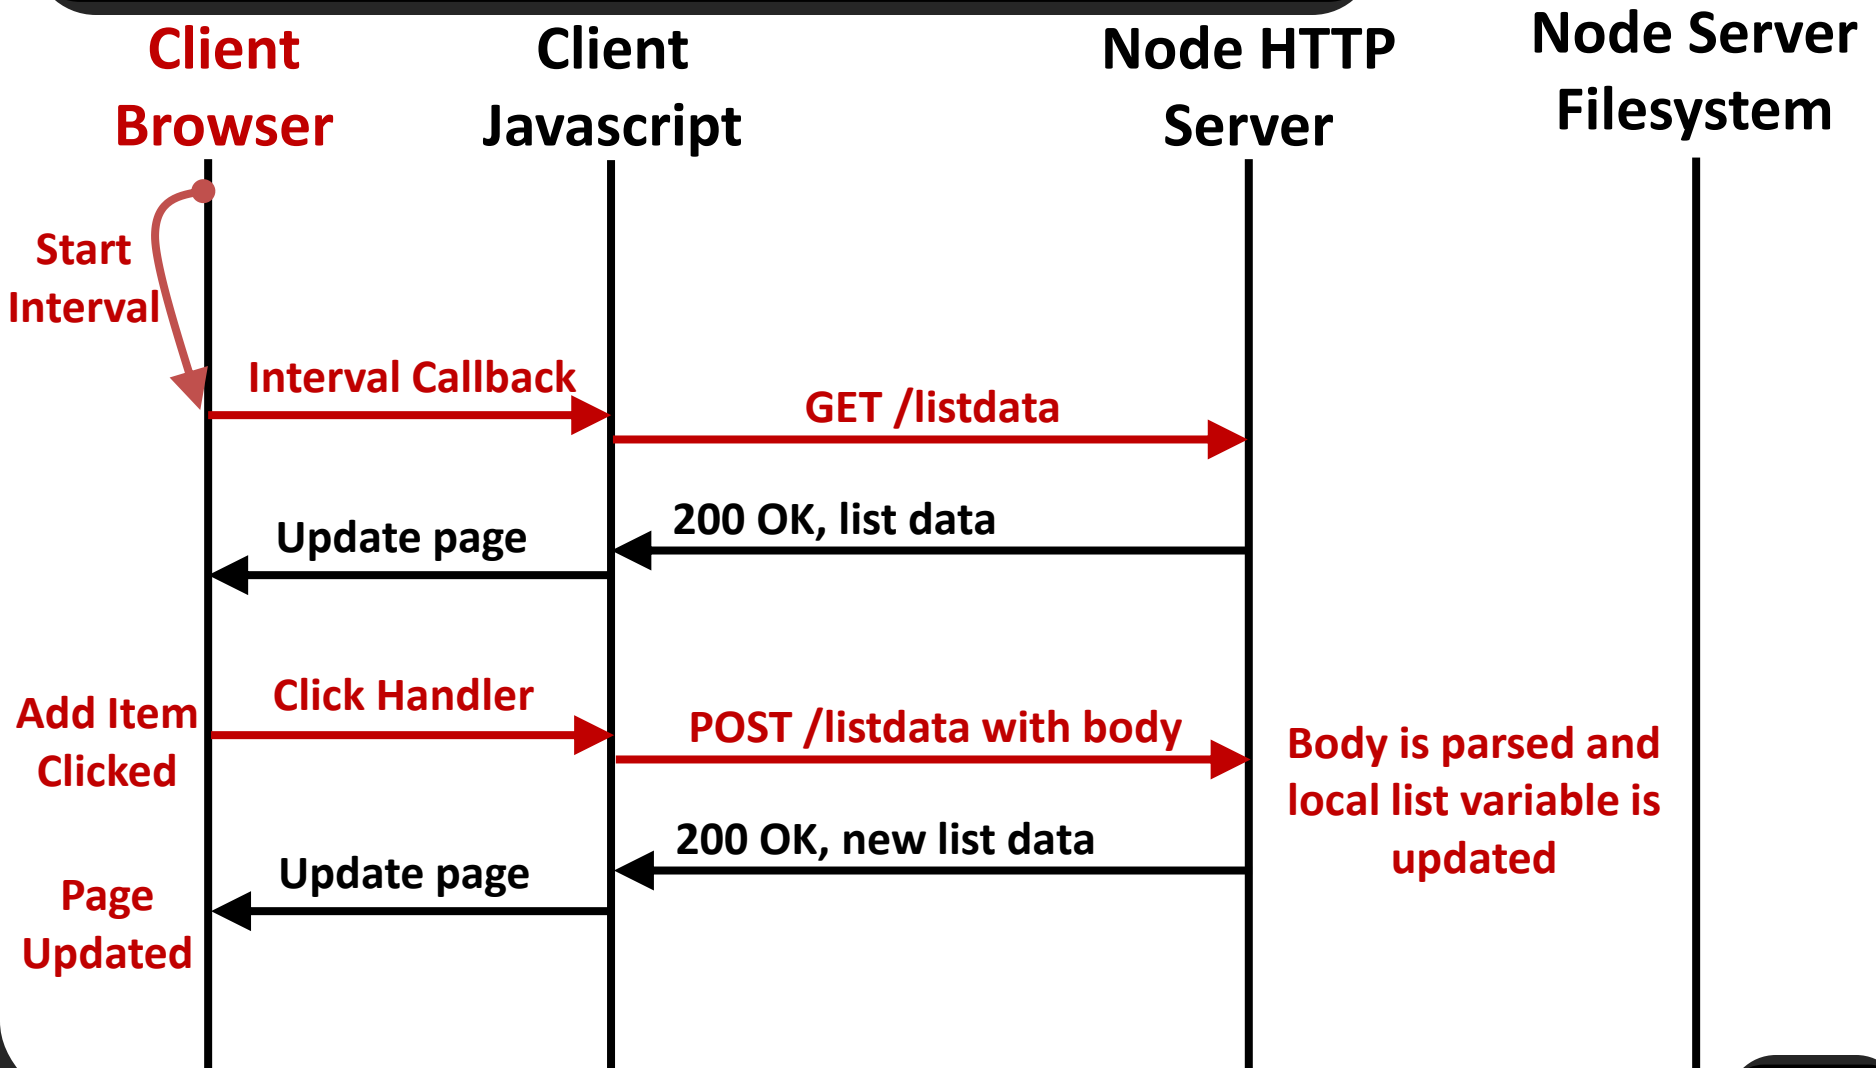 Client
Browser
Client
Javascript
Node HTTP
Server
Node Server
Filesystem
Start
Interval
Interval Callback
GET /listdata
200 OK, list data
Update page
Add Item
Clicked
Click Handler
POST /listdata with body
Body is parsed and
local list variable is
updated
200 OK, new list data
Update page
Page
Updated